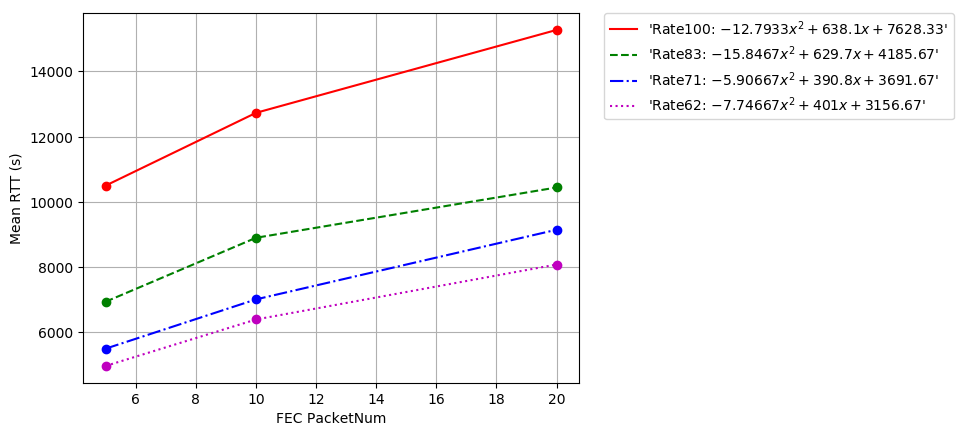 14000
12000
10000
8000
6000
Mean RTT (s)
6 8 10 12 14 16 18 20
FEC PacketNum
'Rate100: −12.7933x² + 638.1x + 7628.33'
'Rate83: −15.8467x² + 629.7x + 4185.67'
'Rate71: −5.90667x² + 390.8x + 3691.67'
'Rate62: −7.74667x² + 401x + 3156.67'